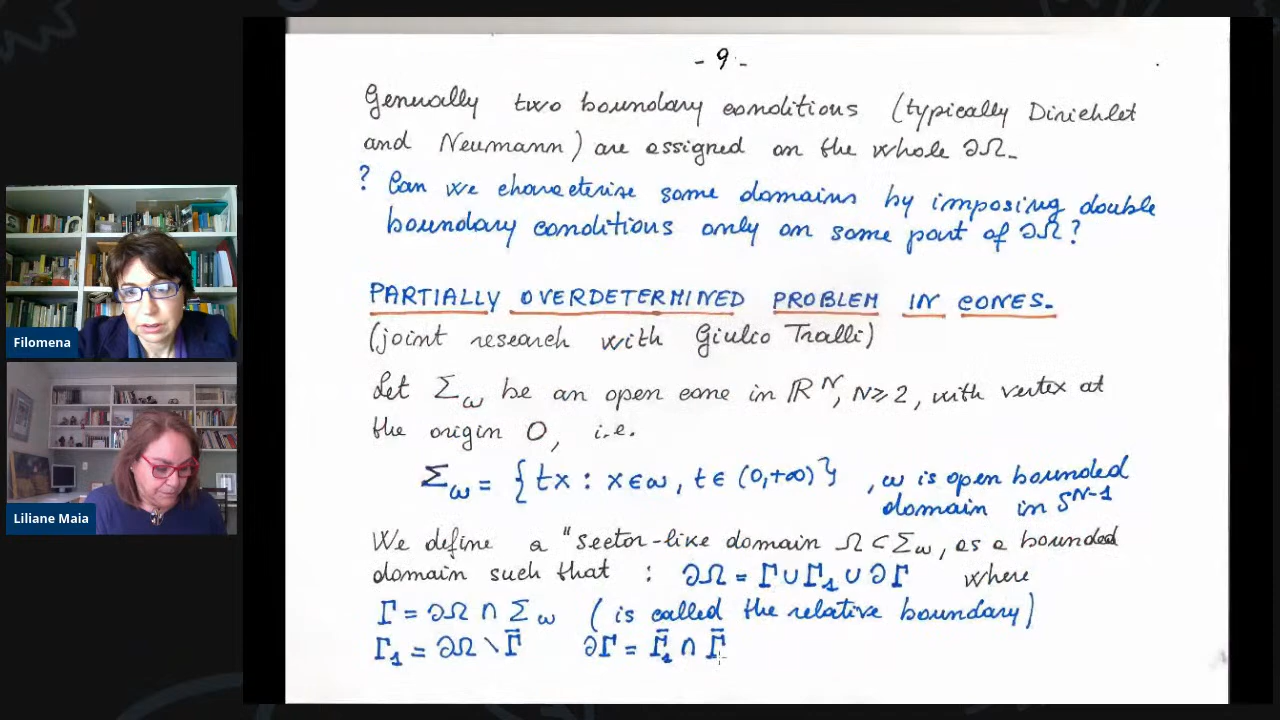 - 9 -
Generally two boundary conditions (typically Dirichlet
and Neumann) are assigned on the whole ∂Ω.
? Can we characterise some domains by imposing double
boundary conditions only on some part of ∂Ω?
PARTIALLY OVERDETERMINED PROBLEM IN CONES.
(joint research with Giulio Tralli)
Let Σ_ω be an open cone in ℝ^N, N≥2, with vertex at
the origin O, i.e.
Σ_ω = {tx : x∈ω, t∈(0,+∞)}, ω is open bounded
domain in S^{N-1}
We define a "sector-like domain Ω⊂Σ_ω, as a bounded
domain such that : ∂Ω = Γ∪Γ₁∪∂Γ where
Γ = ∂Ω ∩ Σ_ω (is called the relative boundary)
Γ₁ = ∂Ω \ Γ̄ ∂Γ = Γ̄₁ ∩ Γ̄
Filomena
Liliane Maia